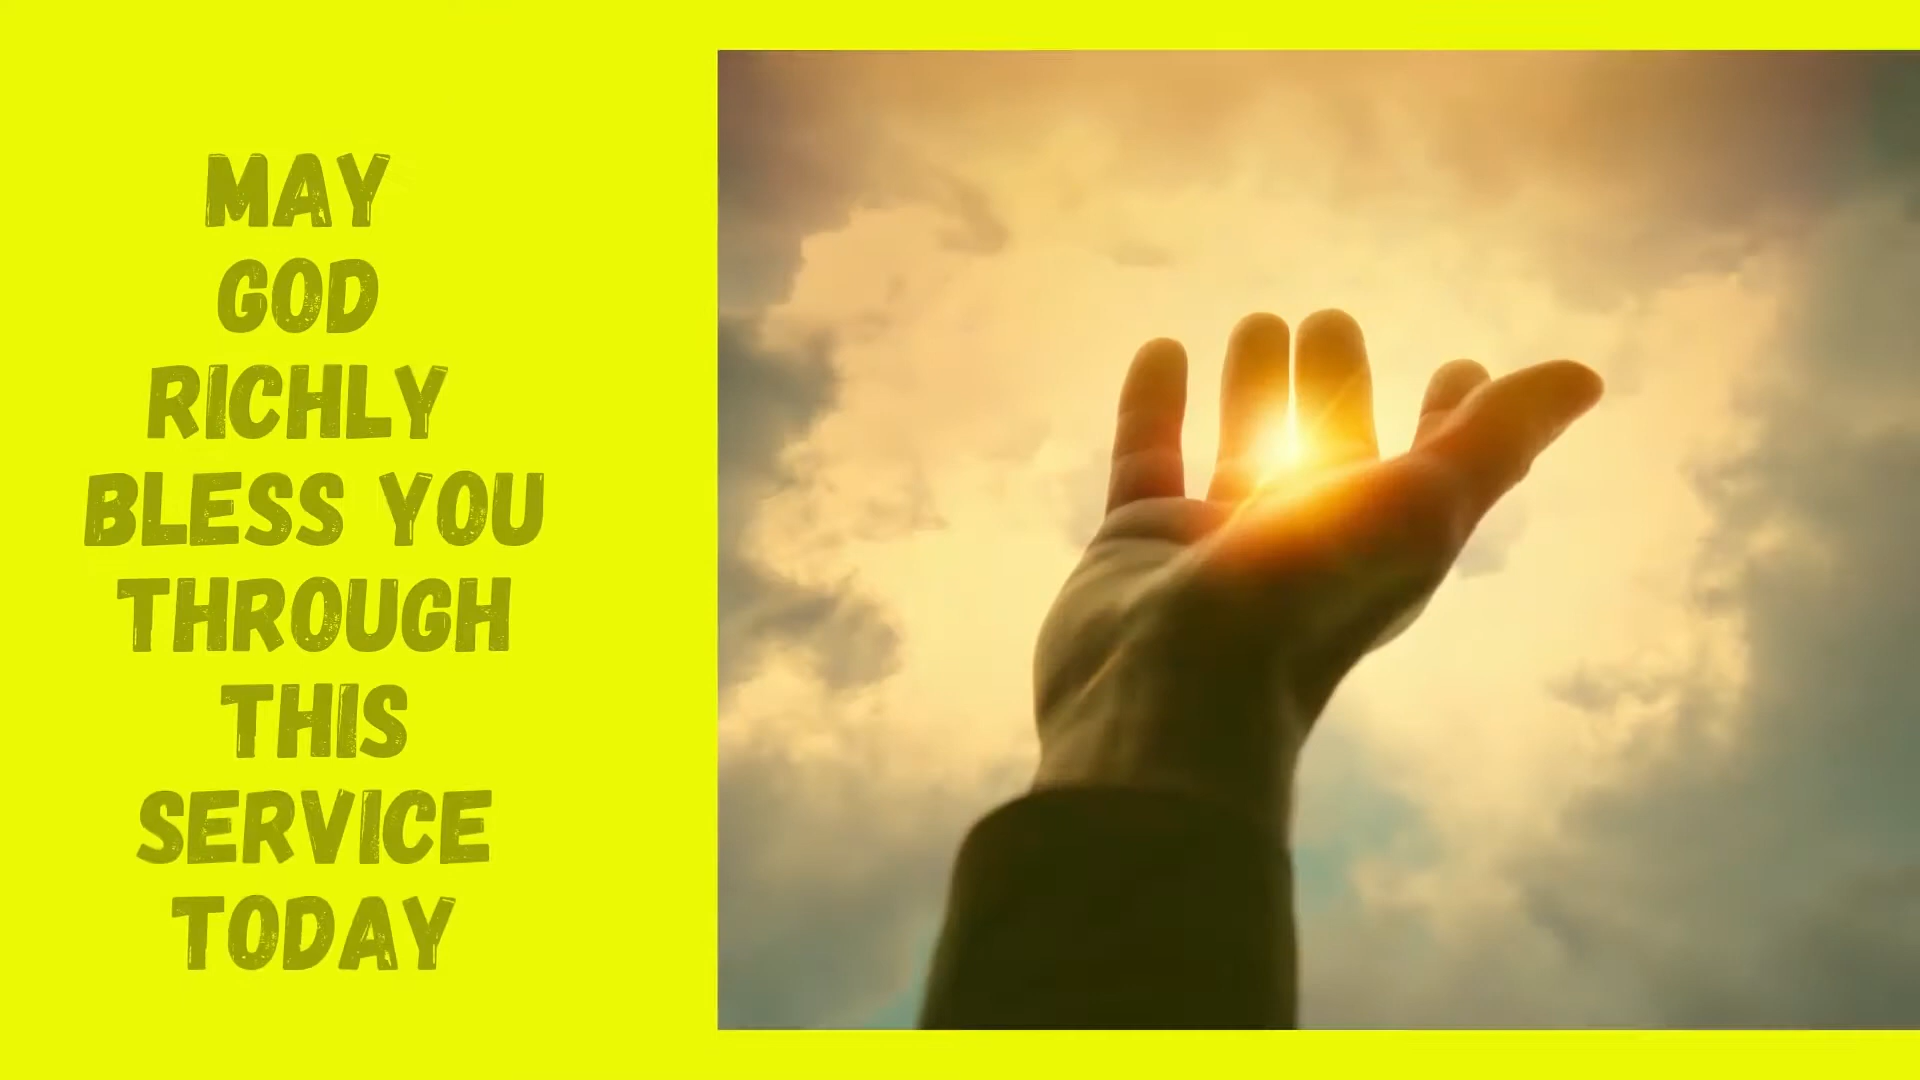 MAY
GOD
RICHLY
BLESS YOU
THROUGH
THIS
SERVICE
TODAY